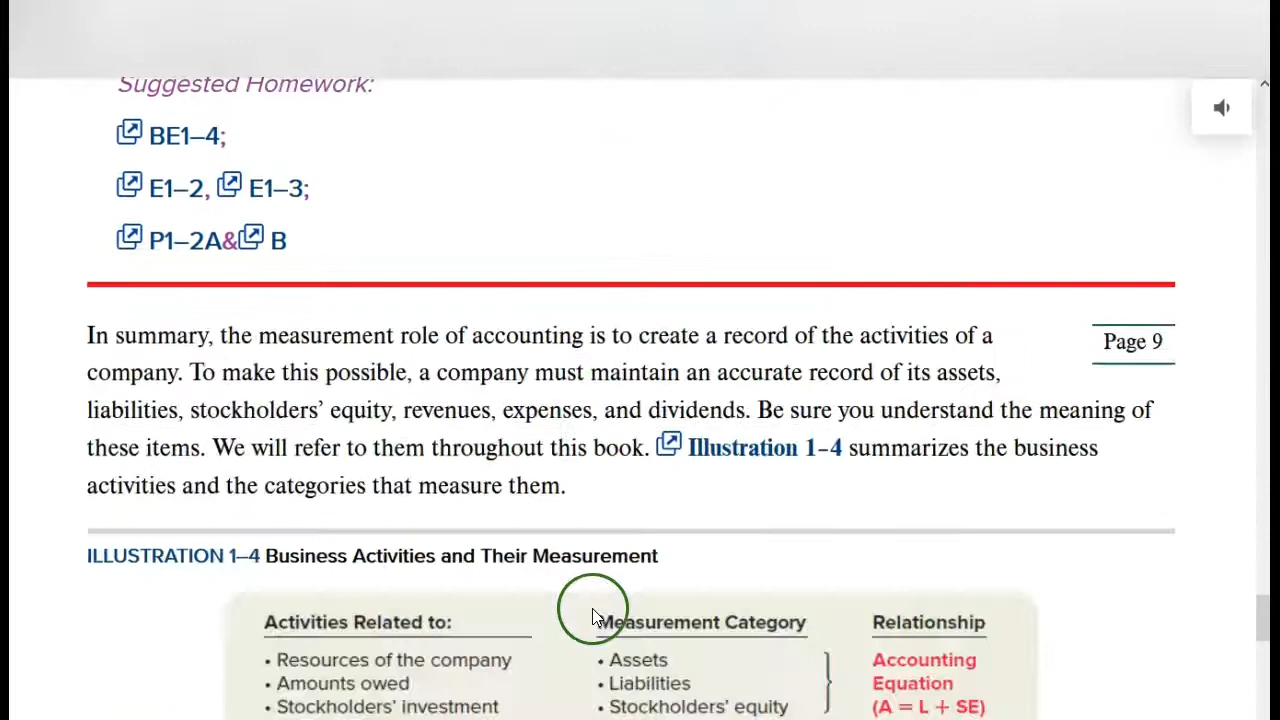 Suggested Homework:
BE1–4;
E1–2, E1–3;
P1–2A& B
In summary, the measurement role of accounting is to create a record of the activities of a
Page 9
company. To make this possible, a company must maintain an accurate record of its assets,
liabilities, stockholders’ equity, revenues, expenses, and dividends. Be sure you understand the meaning of
these items. We will refer to them throughout this book. Illustration 1–4 summarizes the business
activities and the categories that measure them.
ILLUSTRATION 1–4 Business Activities and Their Measurement
Activities Related to: Measurement Category Relationship
• Resources of the company • Assets Accounting
• Amounts owed • Liabilities Equation
• Stockholders’ investment • Stockholders’ equity (A = L + SE)